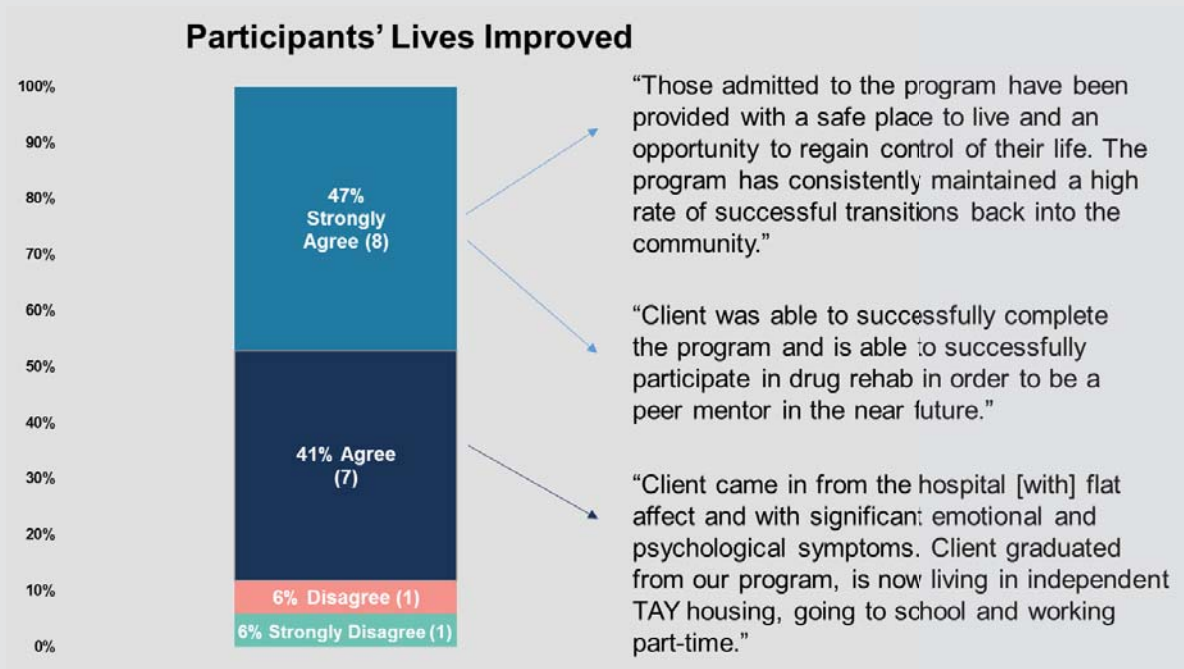 Participants' Lives Improved
100%
90%
80%
70%
60%
50%
40%
30%
20%
10%
0%
47%
Strongly
Agree (8)
41% Agree
(7)
6% Disagree (1)
6% Strongly Disagree (1)
“Those admitted to the program have been
provided with a safe place to live and an
opportunity to regain control of their life. The
program has consistently maintained a high
rate of successful transitions back into the
community.”
“Client was able to successfully complete
the program and is able to successfully
participate in drug rehab in order to be a
peer mentor in the near future.”
“Client came in from the hospital [with] flat
affect and with significant emotional and
psychological symptoms. Client graduated
from our program, is now living in independent
TAY housing, going to school and working
part-time.”